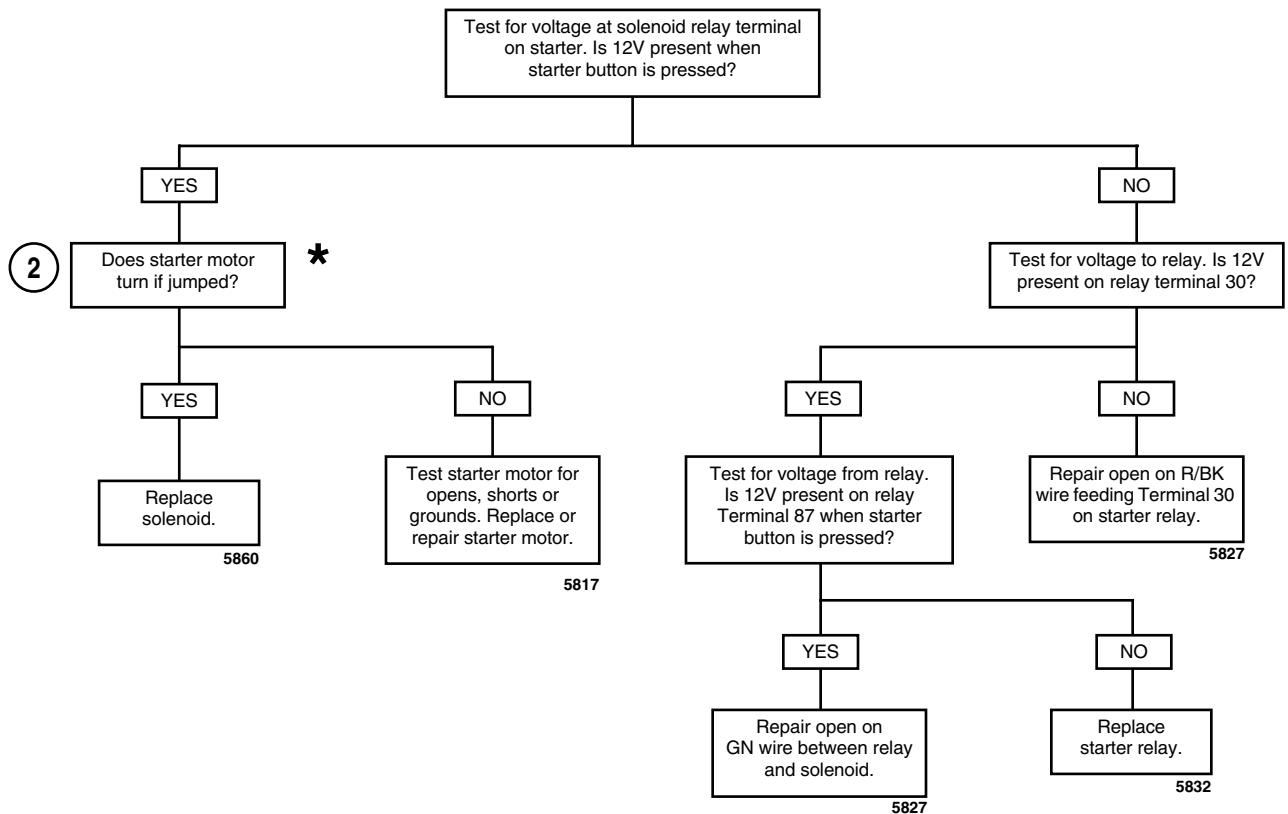 Test for voltage at solenoid relay terminal
on starter. Is 12V present when
starter button is pressed?
YES
NO
2
Does starter motor
turn if jumped?
*
Test for voltage to relay. Is 12V
present on relay terminal 30?
YES
NO
YES
NO
Replace
solenoid.
5860
Test starter motor for
opens, shorts or
grounds. Replace or
repair starter motor.
5817
Test for voltage from relay.
Is 12V present on relay
Terminal 87 when starter
button is pressed?
Repair open on R/BK
wire feeding Terminal 30
on starter relay.
5827
YES
NO
Repair open on
GN wire between relay
and solenoid.
5827
Replace
starter relay.
5832